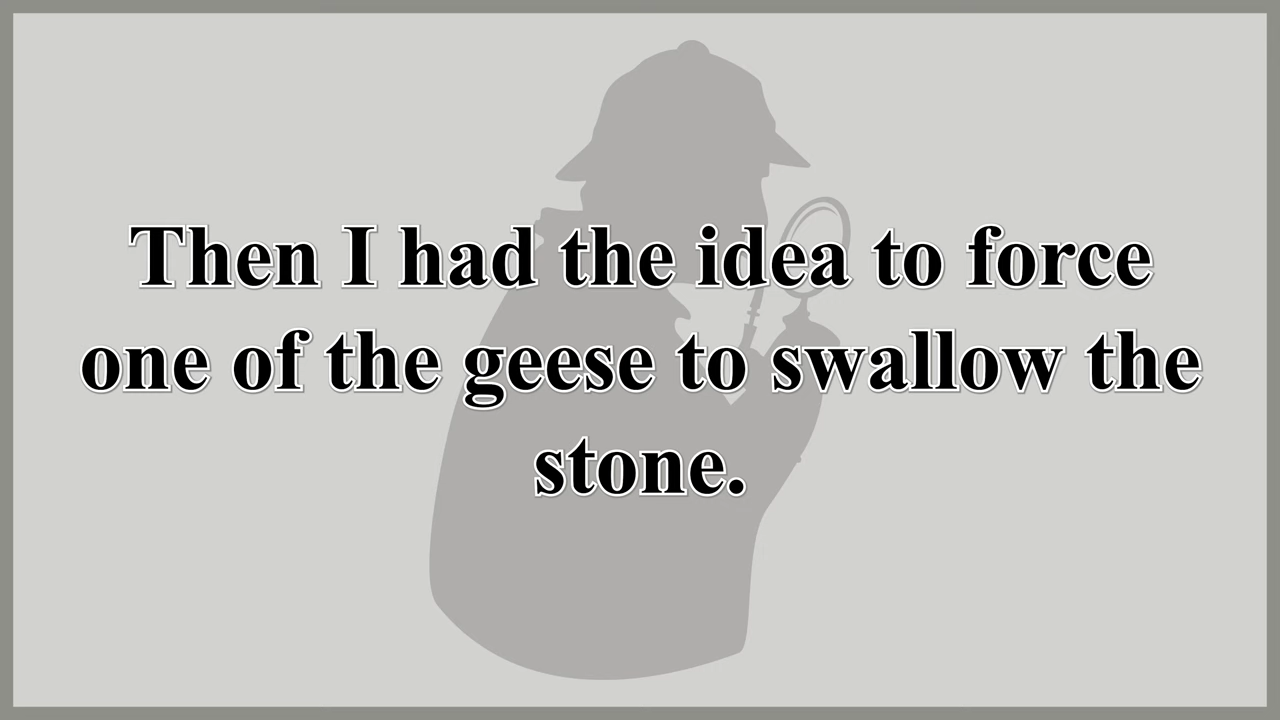 Then I had the idea to force
one of the geese to swallow the
stone.